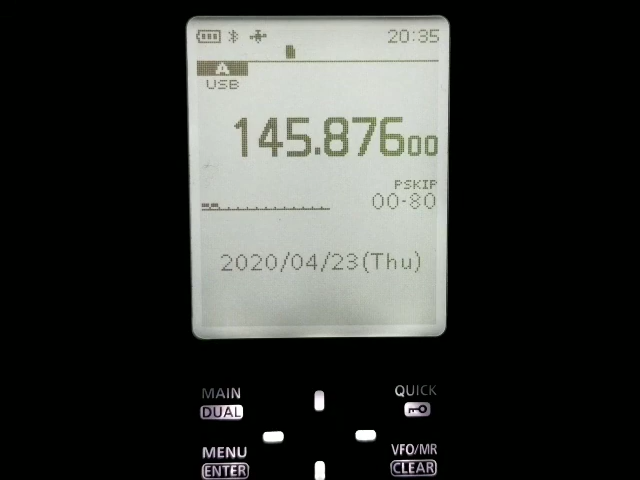 20:35
A
USB
145.87600
PSKIP
00-80
2020/04/23(Thu)
MAIN QUICK
DUAL
MENU VFO/MR
ENTER CLEAR